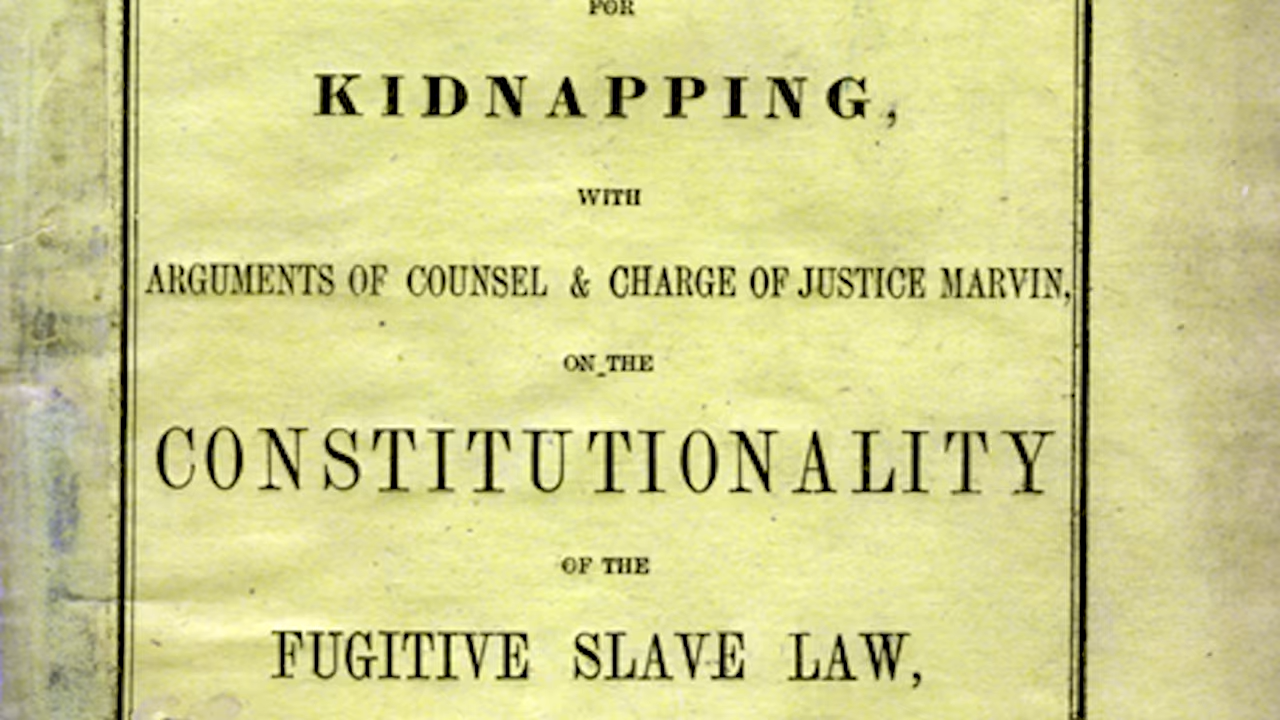 FOR
KIDNAPPING,
WITH
ARGUMENTS OF COUNSEL & CHARGE OF JUSTICE MARVIN,
ON THE
CONSTITUTIONALITY
OF THE
FUGITIVE SLAVE LAW,